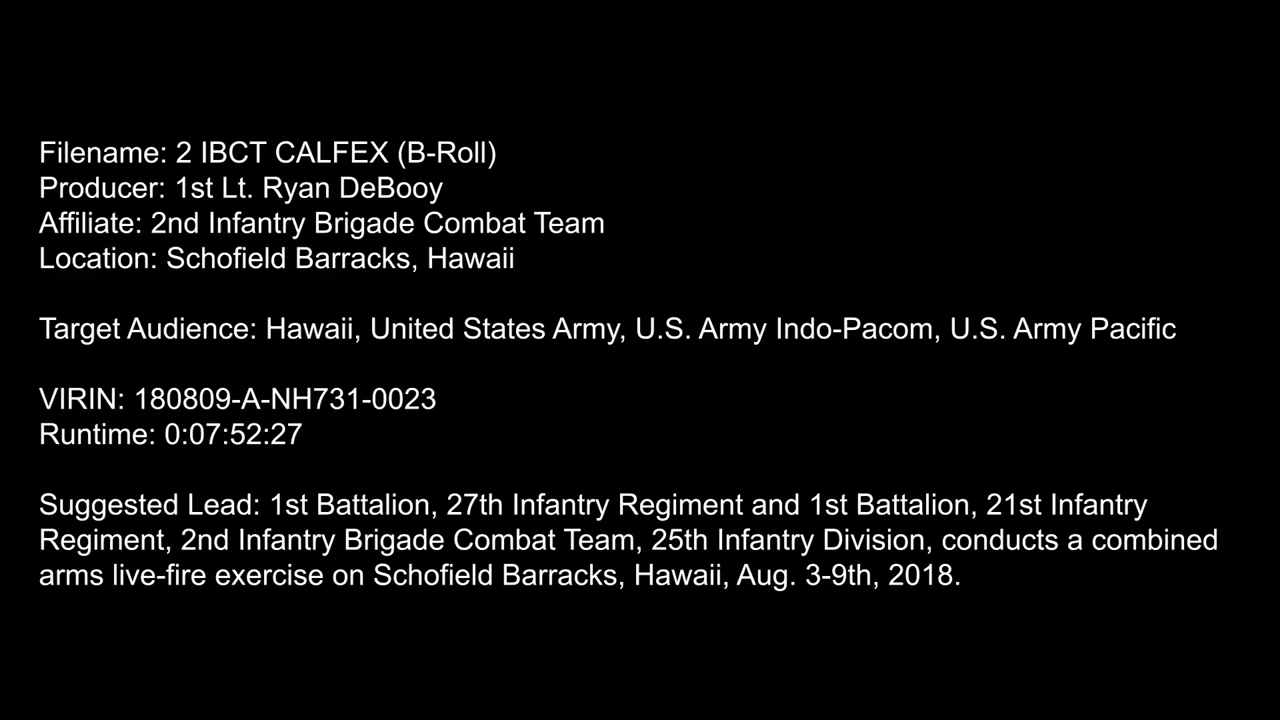 Filename: 2 IBCT CALFEX (B-Roll)
Producer: 1st Lt. Ryan DeBooy
Affiliate: 2nd Infantry Brigade Combat Team
Location: Schofield Barracks, Hawaii
Target Audience: Hawaii, United States Army, U.S. Army Indo-Pacom, U.S. Army Pacific
VIRIN: 180809-A-NH731-0023
Runtime: 0:07:52:27
Suggested Lead: 1st Battalion, 27th Infantry Regiment and 1st Battalion, 21st Infantry
Regiment, 2nd Infantry Brigade Combat Team, 25th Infantry Division, conducts a combined
arms live-fire exercise on Schofield Barracks, Hawaii, Aug. 3-9th, 2018.